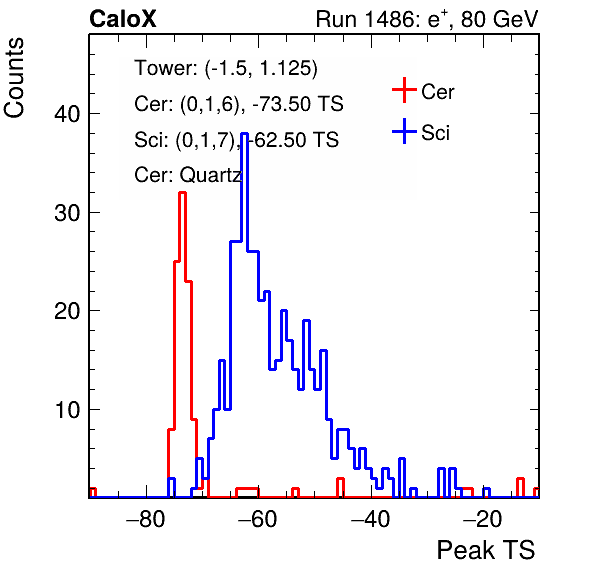 CaloX Run 1486: e⁺, 80 GeV
Counts
Tower: (-1.5, 1.125)
Cer: (0,1,6), -73.50 TS
Sci: (0,1,7), -62.50 TS
Cer: Quartz
Cer
Sci
40
30
20
10
−80 −60 −40 −20
Peak TS